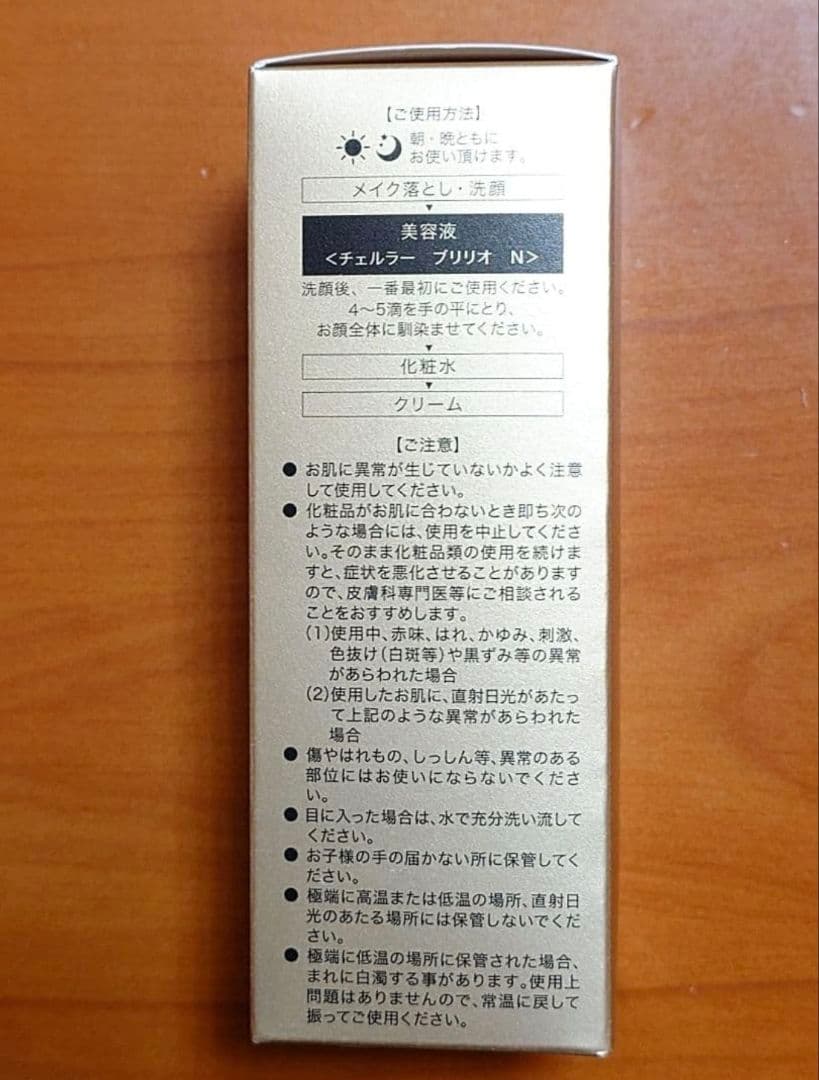 【ご使用方法】
朝・晩ともに
お使い頂けます。
メイク落とし・洗顔
▼
美容液
＜チェルラー ブリリオ N＞
洗顔後、一番最初にご使用ください。
4〜5滴を手の平にとり、
お顔全体に馴染ませてください。
▼
化粧水
▼
クリーム
【ご注意】
● お肌に異常が生じていないかよく注意
して使用してください。
● 化粧品がお肌に合わないとき即ち次の
ような場合には、使用を中止してくださ
い。そのまま化粧品類の使用を続けま
すと、症状を悪化させることがあります
ので、皮膚科専門医等にご相談される
ことをおすすめします。
(1)使用中、赤味、はれ、かゆみ、刺激、
色抜け(白斑等)や黒ずみ等の異常
があらわれた場合
(2)使用したお肌に、直射日光があたっ
て上記のような異常があらわれた
場合
● 傷やはれもの、しっしん等、異常のある
部位にはお使いにならないでくださ
い。
● 目に入った場合は、水で充分洗い流して
ください。
● お子様の手の届かない所に保管してく
ださい。
● 極端に高温または低温の場所、直射日
光のあたる場所には保管しないでくだ
さい。
● 極端に低温の場所に保管された場合、
まれに白濁する事があります。使用上
問題はありませんので、常温に戻して
振ってご使用ください。